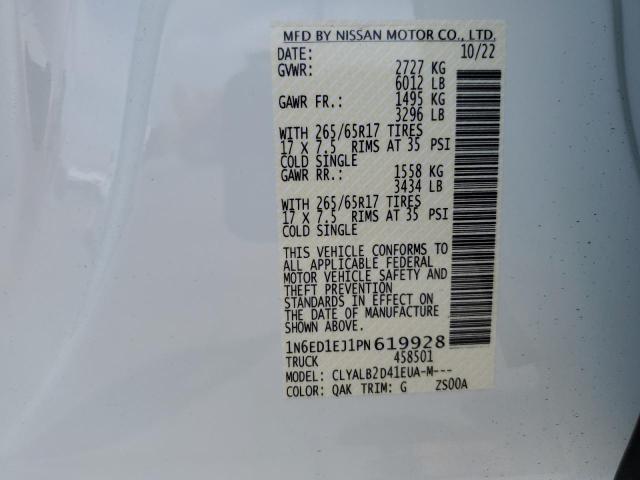 MFD BY NISSAN MOTOR CO., LTD.
DATE: 10/22
GVWR: 2727 KG
6012 LB
GAWR FR.: 1495 KG
3296 LB
WITH 265/65R17 TIRES
17 X 7.5 RIMS AT 35 PSI
COLD SINGLE
GAWR RR.: 1558 KG
3434 LB
WITH 265/65R17 TIRES
17 X 7.5 RIMS AT 35 PSI
COLD SINGLE
THIS VEHICLE CONFORMS TO
ALL APPLICABLE FEDERAL
MOTOR VEHICLE SAFETY AND
THEFT PREVENTION
STANDARDS IN EFFECT ON
DATE OF MANUFACTURE
SHOWN ABOVE.
1N6ED1EJ1PN619928
TRUCK 458501
MODEL: CLYALB2D41EUA-M---
COLOR: QAK TRIM: G ZS00A